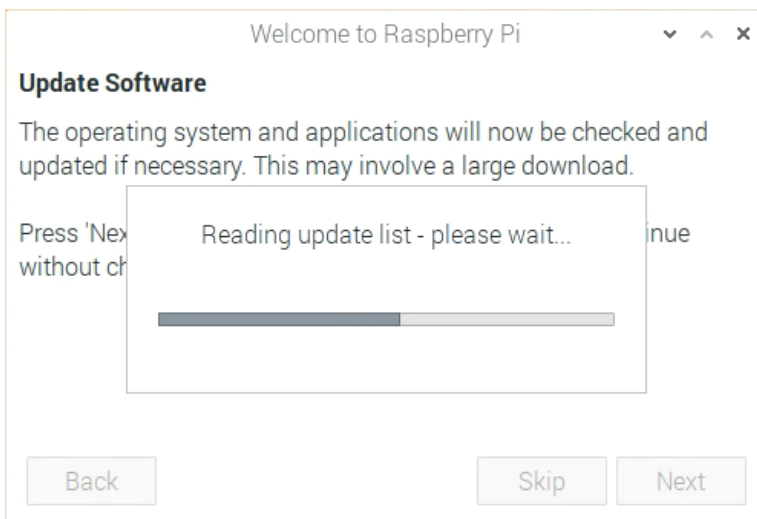 Welcome to Raspberry Pi
Update Software
The operating system and applications will now be checked and
updated if necessary. This may involve a large download.
Press 'Nex
inue
without ch
Reading update list - please wait...
Back
Skip
Next